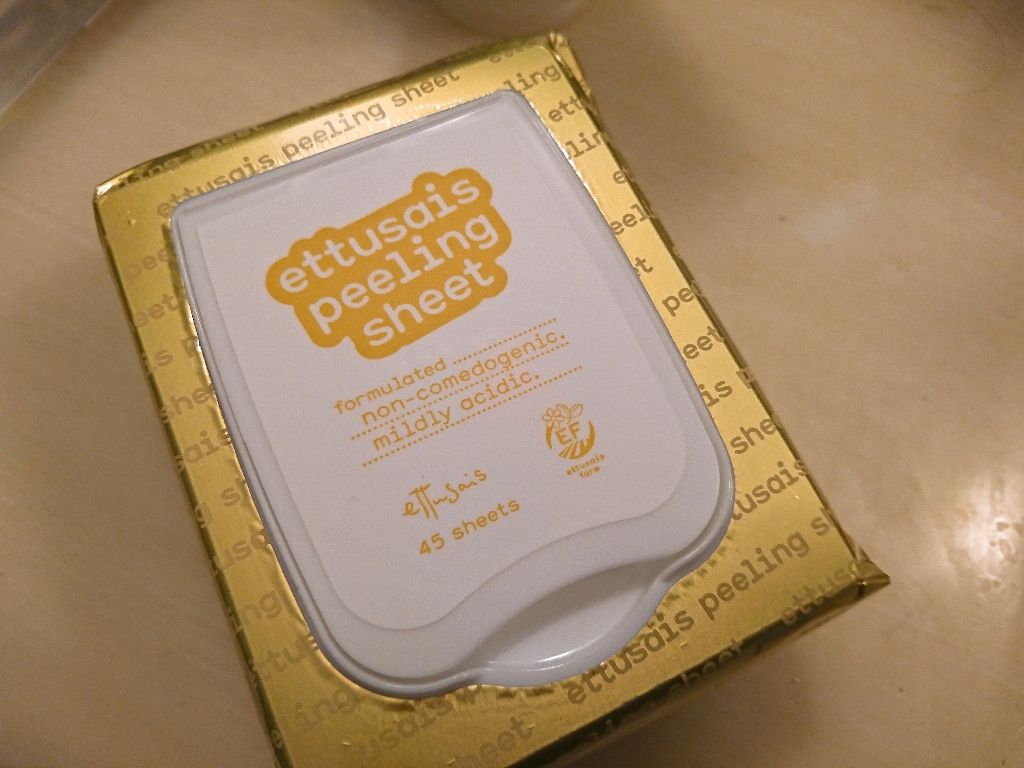 ettusais
peeling
sheet
formulated
non-comedogenic.
mildly acidic.
EF
ettusais
form
ettusais
45 sheets
ettusais peeling sheet
ettusais peeling sheet